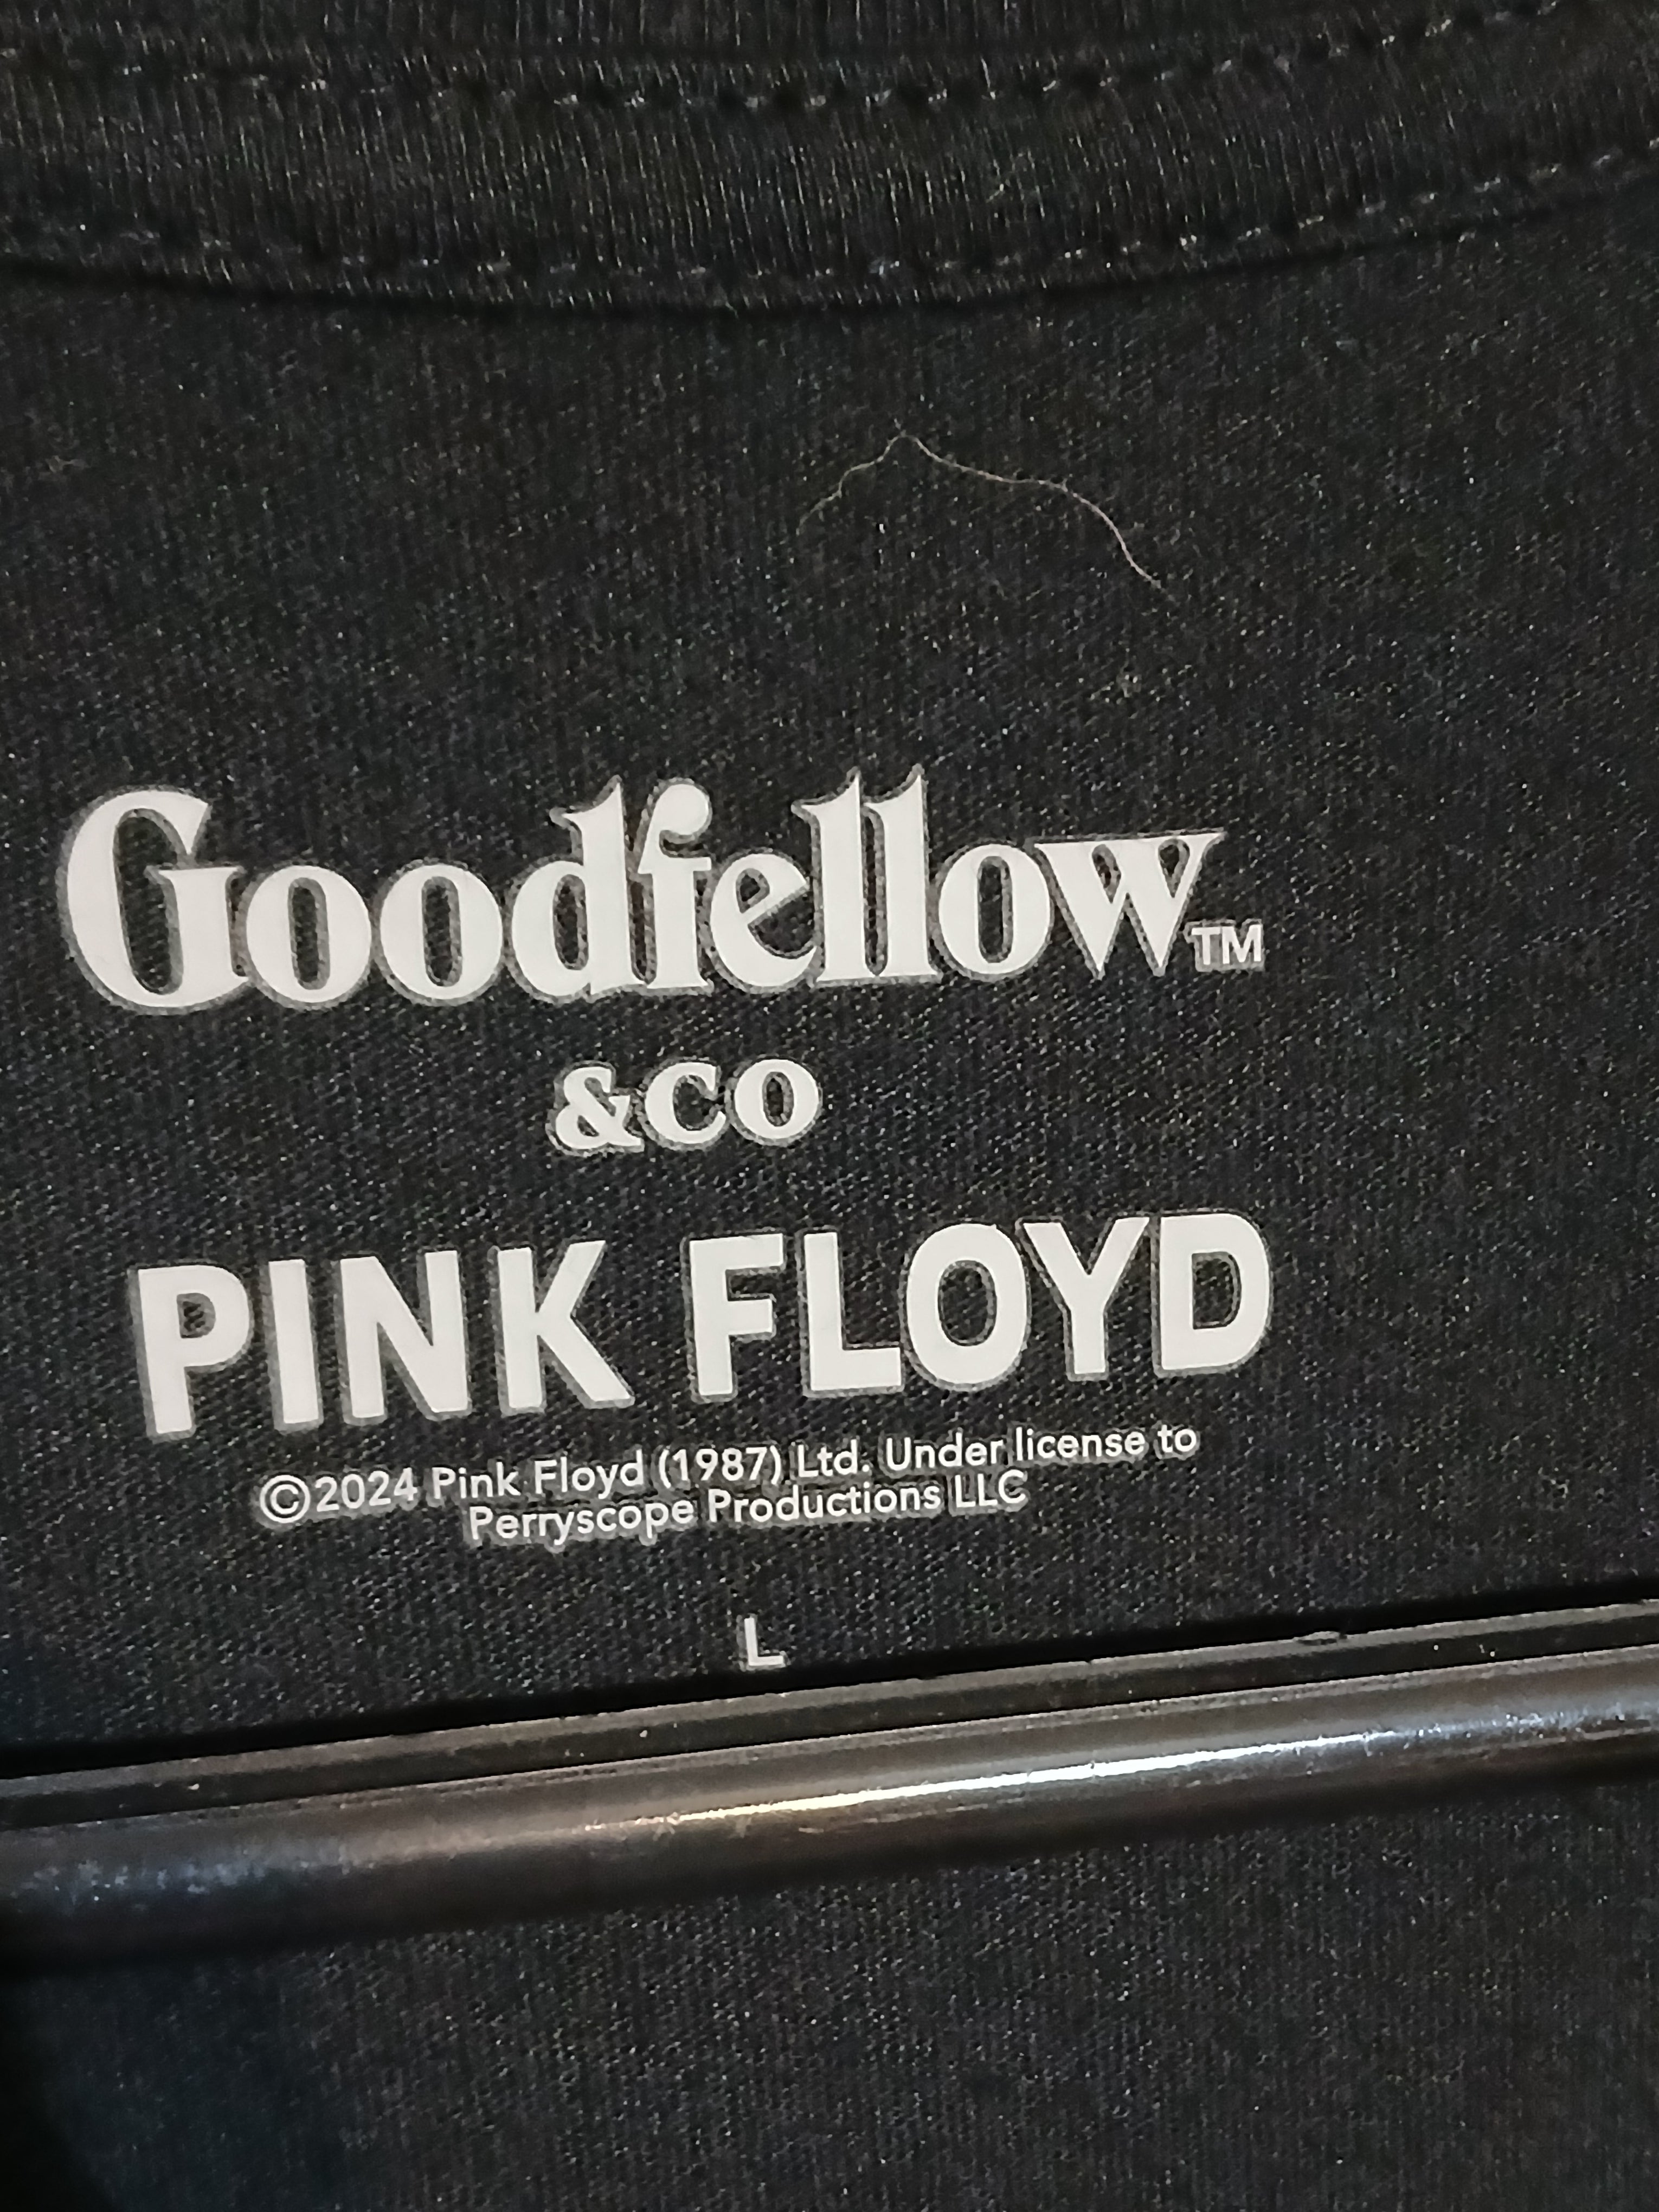 Goodfellow™
&CO
PINK FLOYD
©2024 Pink Floyd (1987) Ltd. Under license to
Perryscope Productions LLC
L